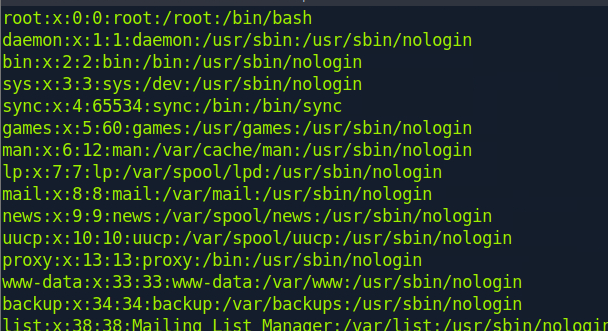 root:x:0:0:root:/root:/bin/bash
daemon:x:1:1:daemon:/usr/sbin:/usr/sbin/nologin
bin:x:2:2:bin:/bin:/usr/sbin/nologin
sys:x:3:3:sys:/dev:/usr/sbin/nologin
sync:x:4:65534:sync:/bin:/bin/sync
games:x:5:60:games:/usr/games:/usr/sbin/nologin
man:x:6:12:man:/var/cache/man:/usr/sbin/nologin
lp:x:7:7:lp:/var/spool/lpd:/usr/sbin/nologin
mail:x:8:8:mail:/var/mail:/usr/sbin/nologin
news:x:9:9:news:/var/spool/news:/usr/sbin/nologin
uucp:x:10:10:uucp:/var/spool/uucp:/usr/sbin/nologin
proxy:x:13:13:proxy:/bin:/usr/sbin/nologin
www-data:x:33:33:www-data:/var/www:/usr/sbin/nologin
backup:x:34:34:backup:/var/backups:/usr/sbin/nologin
list:x:38:38:Mailing List Manager:/var/list:/usr/sbin/nologin